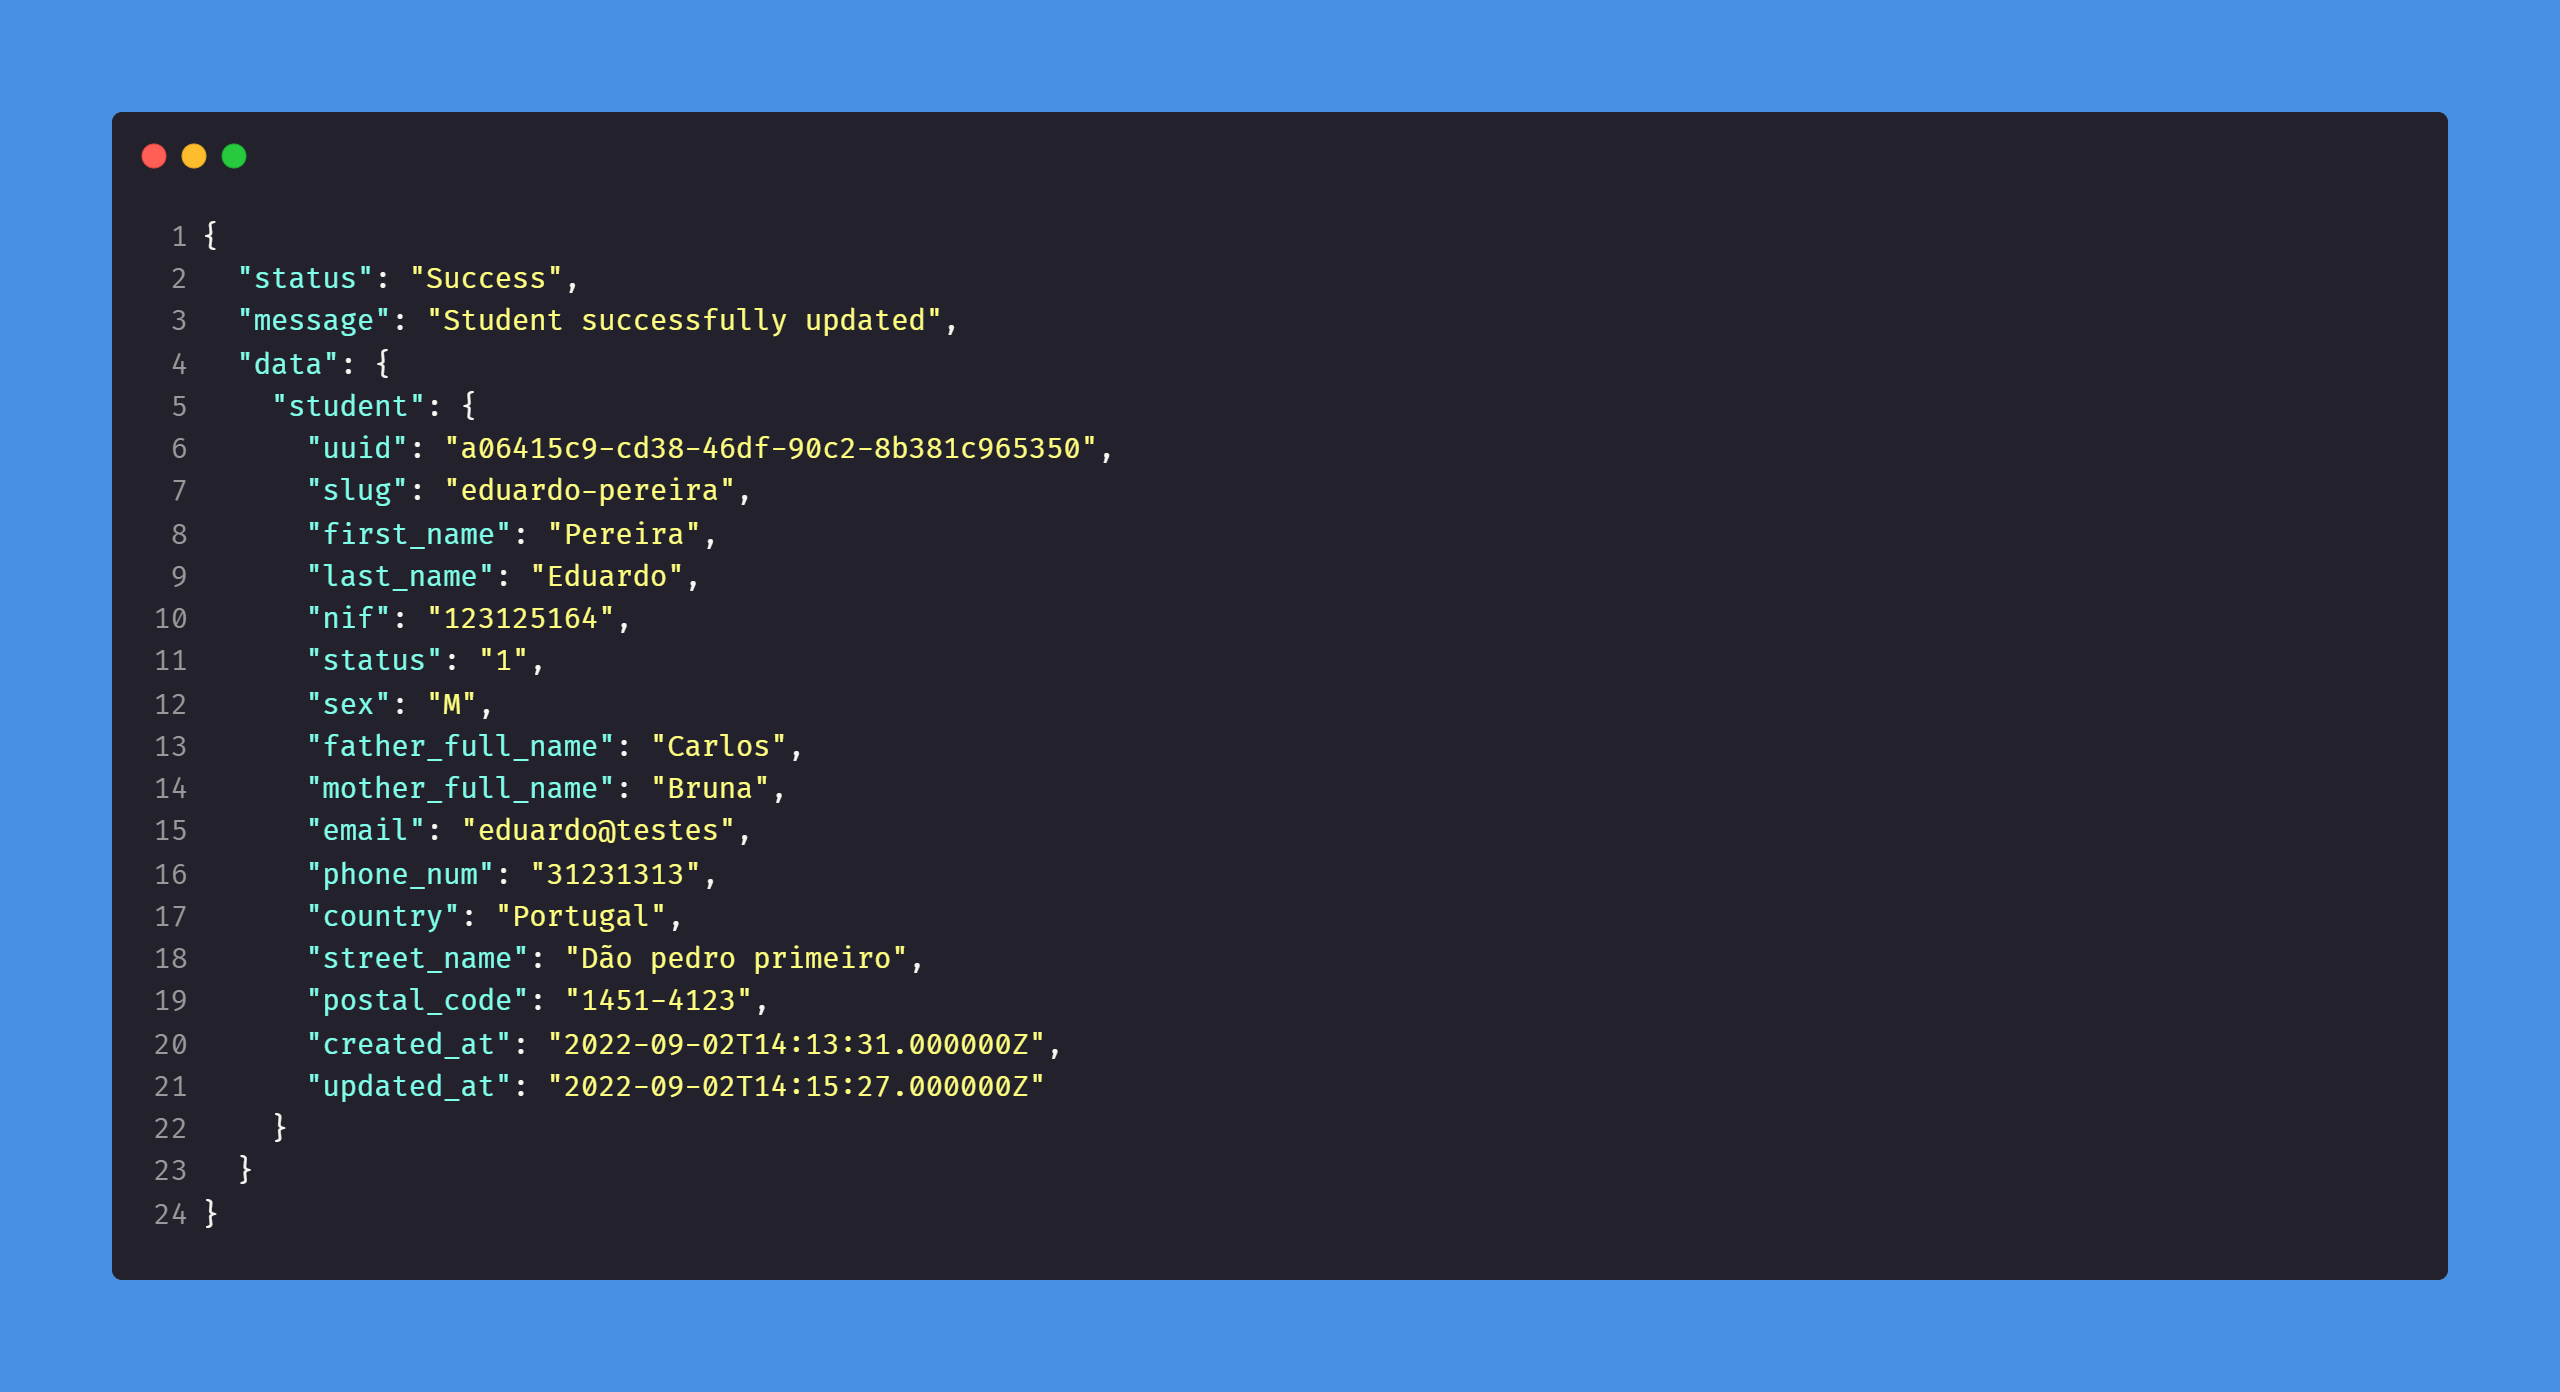 1 {
2   "status": "Success",
3   "message": "Student successfully updated",
4   "data": {
5     "student": {
6       "uuid": "a06415c9-cd38-46df-90c2-8b381c965350",
7       "slug": "eduardo-pereira",
8       "first_name": "Pereira",
9       "last_name": "Eduardo",
10       "nif": "123125164",
11       "status": "1",
12       "sex": "M",
13       "father_full_name": "Carlos",
14       "mother_full_name": "Bruna",
15       "email": "eduardo@testes",
16       "phone_num": "31231313",
17       "country": "Portugal",
18       "street_name": "Dão pedro primeiro",
19       "postal_code": "1451-4123",
20       "created_at": "2022-09-02T14:13:31.000000Z",
21       "updated_at": "2022-09-02T14:15:27.000000Z"
22     }
23   }
24 }